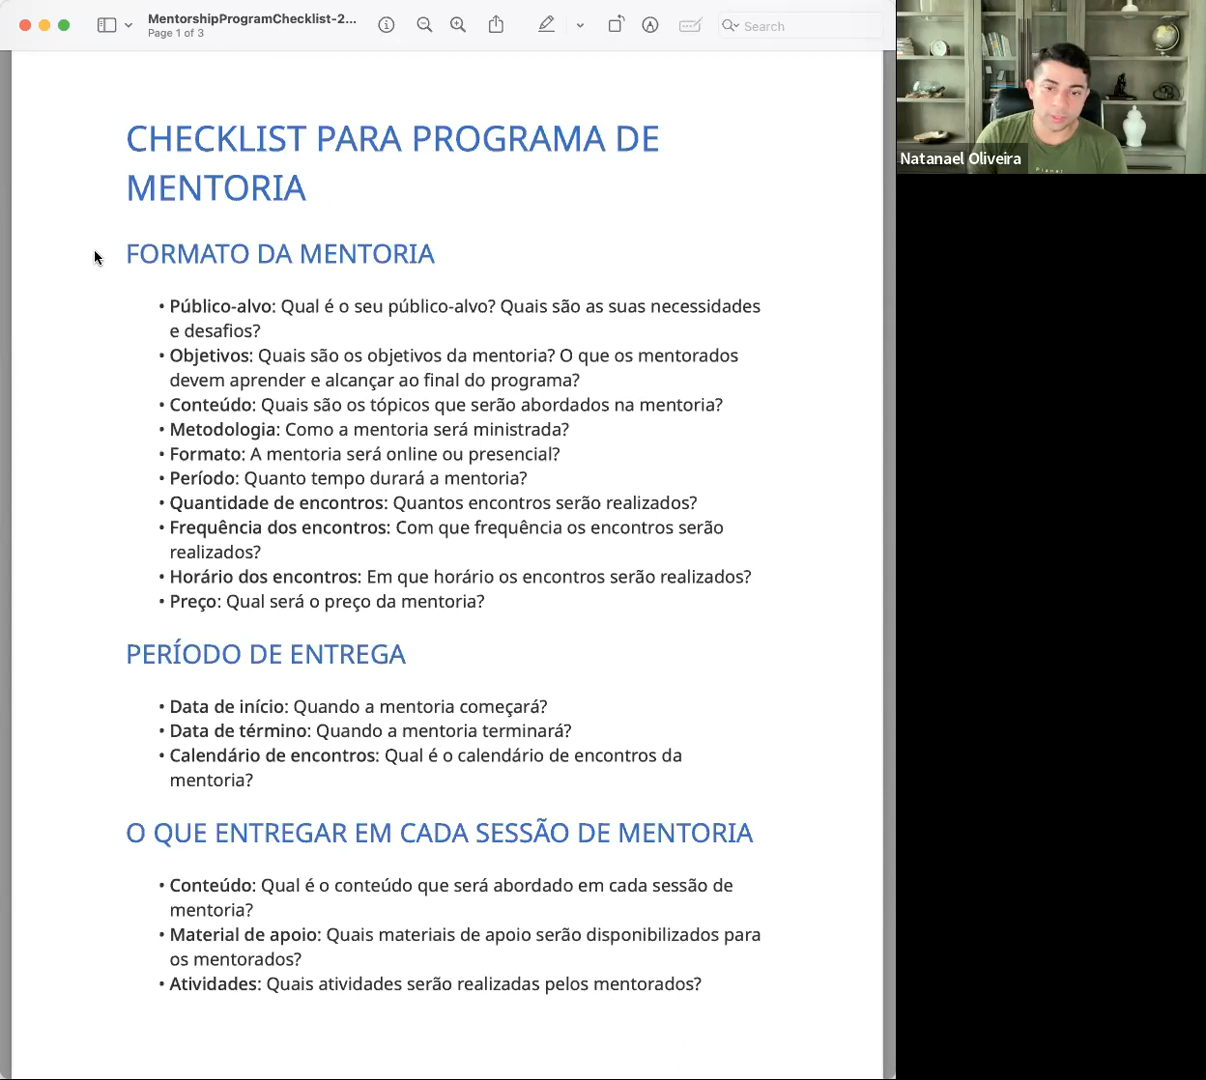 MentorshipProgramChecklist-2...
Page 1 of 3
Search
Natanael Oliveira
CHECKLIST PARA PROGRAMA DE
MENTORIA
FORMATO DA MENTORIA
• Público-alvo: Qual é o seu público-alvo? Quais são as suas necessidades
e desafios?
• Objetivos: Quais são os objetivos da mentoria? O que os mentorados
devem aprender e alcançar ao final do programa?
• Conteúdo: Quais são os tópicos que serão abordados na mentoria?
• Metodologia: Como a mentoria será ministrada?
• Formato: A mentoria será online ou presencial?
• Período: Quanto tempo durará a mentoria?
• Quantidade de encontros: Quantos encontros serão realizados?
• Frequência dos encontros: Com que frequência os encontros serão
realizados?
• Horário dos encontros: Em que horário os encontros serão realizados?
• Preço: Qual será o preço da mentoria?
PERÍODO DE ENTREGA
• Data de início: Quando a mentoria começará?
• Data de término: Quando a mentoria terminará?
• Calendário de encontros: Qual é o calendário de encontros da
mentoria?
O QUE ENTREGAR EM CADA SESSÃO DE MENTORIA
• Conteúdo: Qual é o conteúdo que será abordado em cada sessão de
mentoria?
• Material de apoio: Quais materiais de apoio serão disponibilizados para
os mentorados?
• Atividades: Quais atividades serão realizadas pelos mentorados?